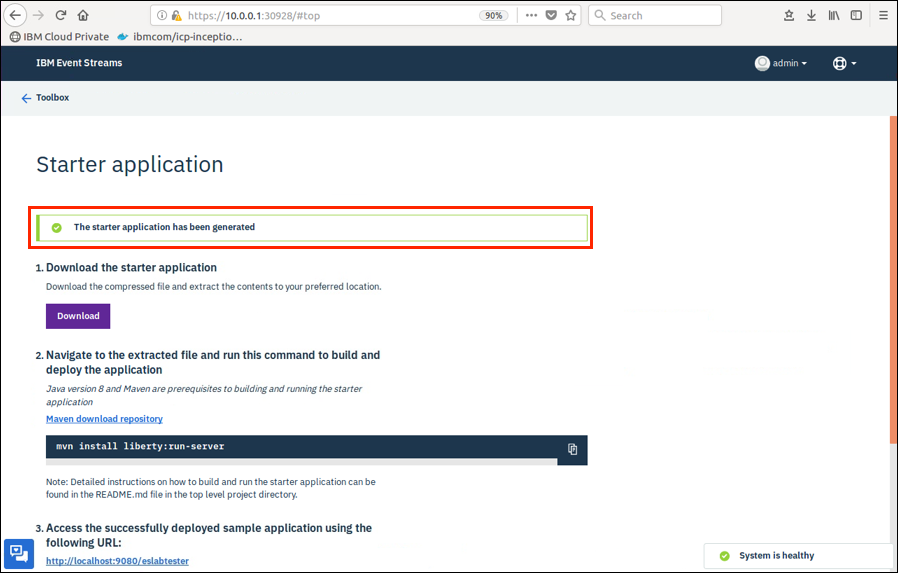 https://10.0.0.1:30928/#top
90%
Search
IBM Cloud Private
ibmcom/icp-inceptio…
IBM Event Streams
admin
Toolbox
Starter application
The starter application has been generated
1. Download the starter application
Download the compressed file and extract the contents to your preferred location.
Download
2. Navigate to the extracted file and run this command to build and
deploy the application
Java version 8 and Maven are prerequisites to building and running the starter
application
Maven download repository
mvn install liberty:run-server
Note: Detailed instructions on how to build and run the starter application can be
found in the README.md file in the top level project directory.
3. Access the successfully deployed sample application using the
following URL:
http://localhost:9080/eslabtester
System is healthy